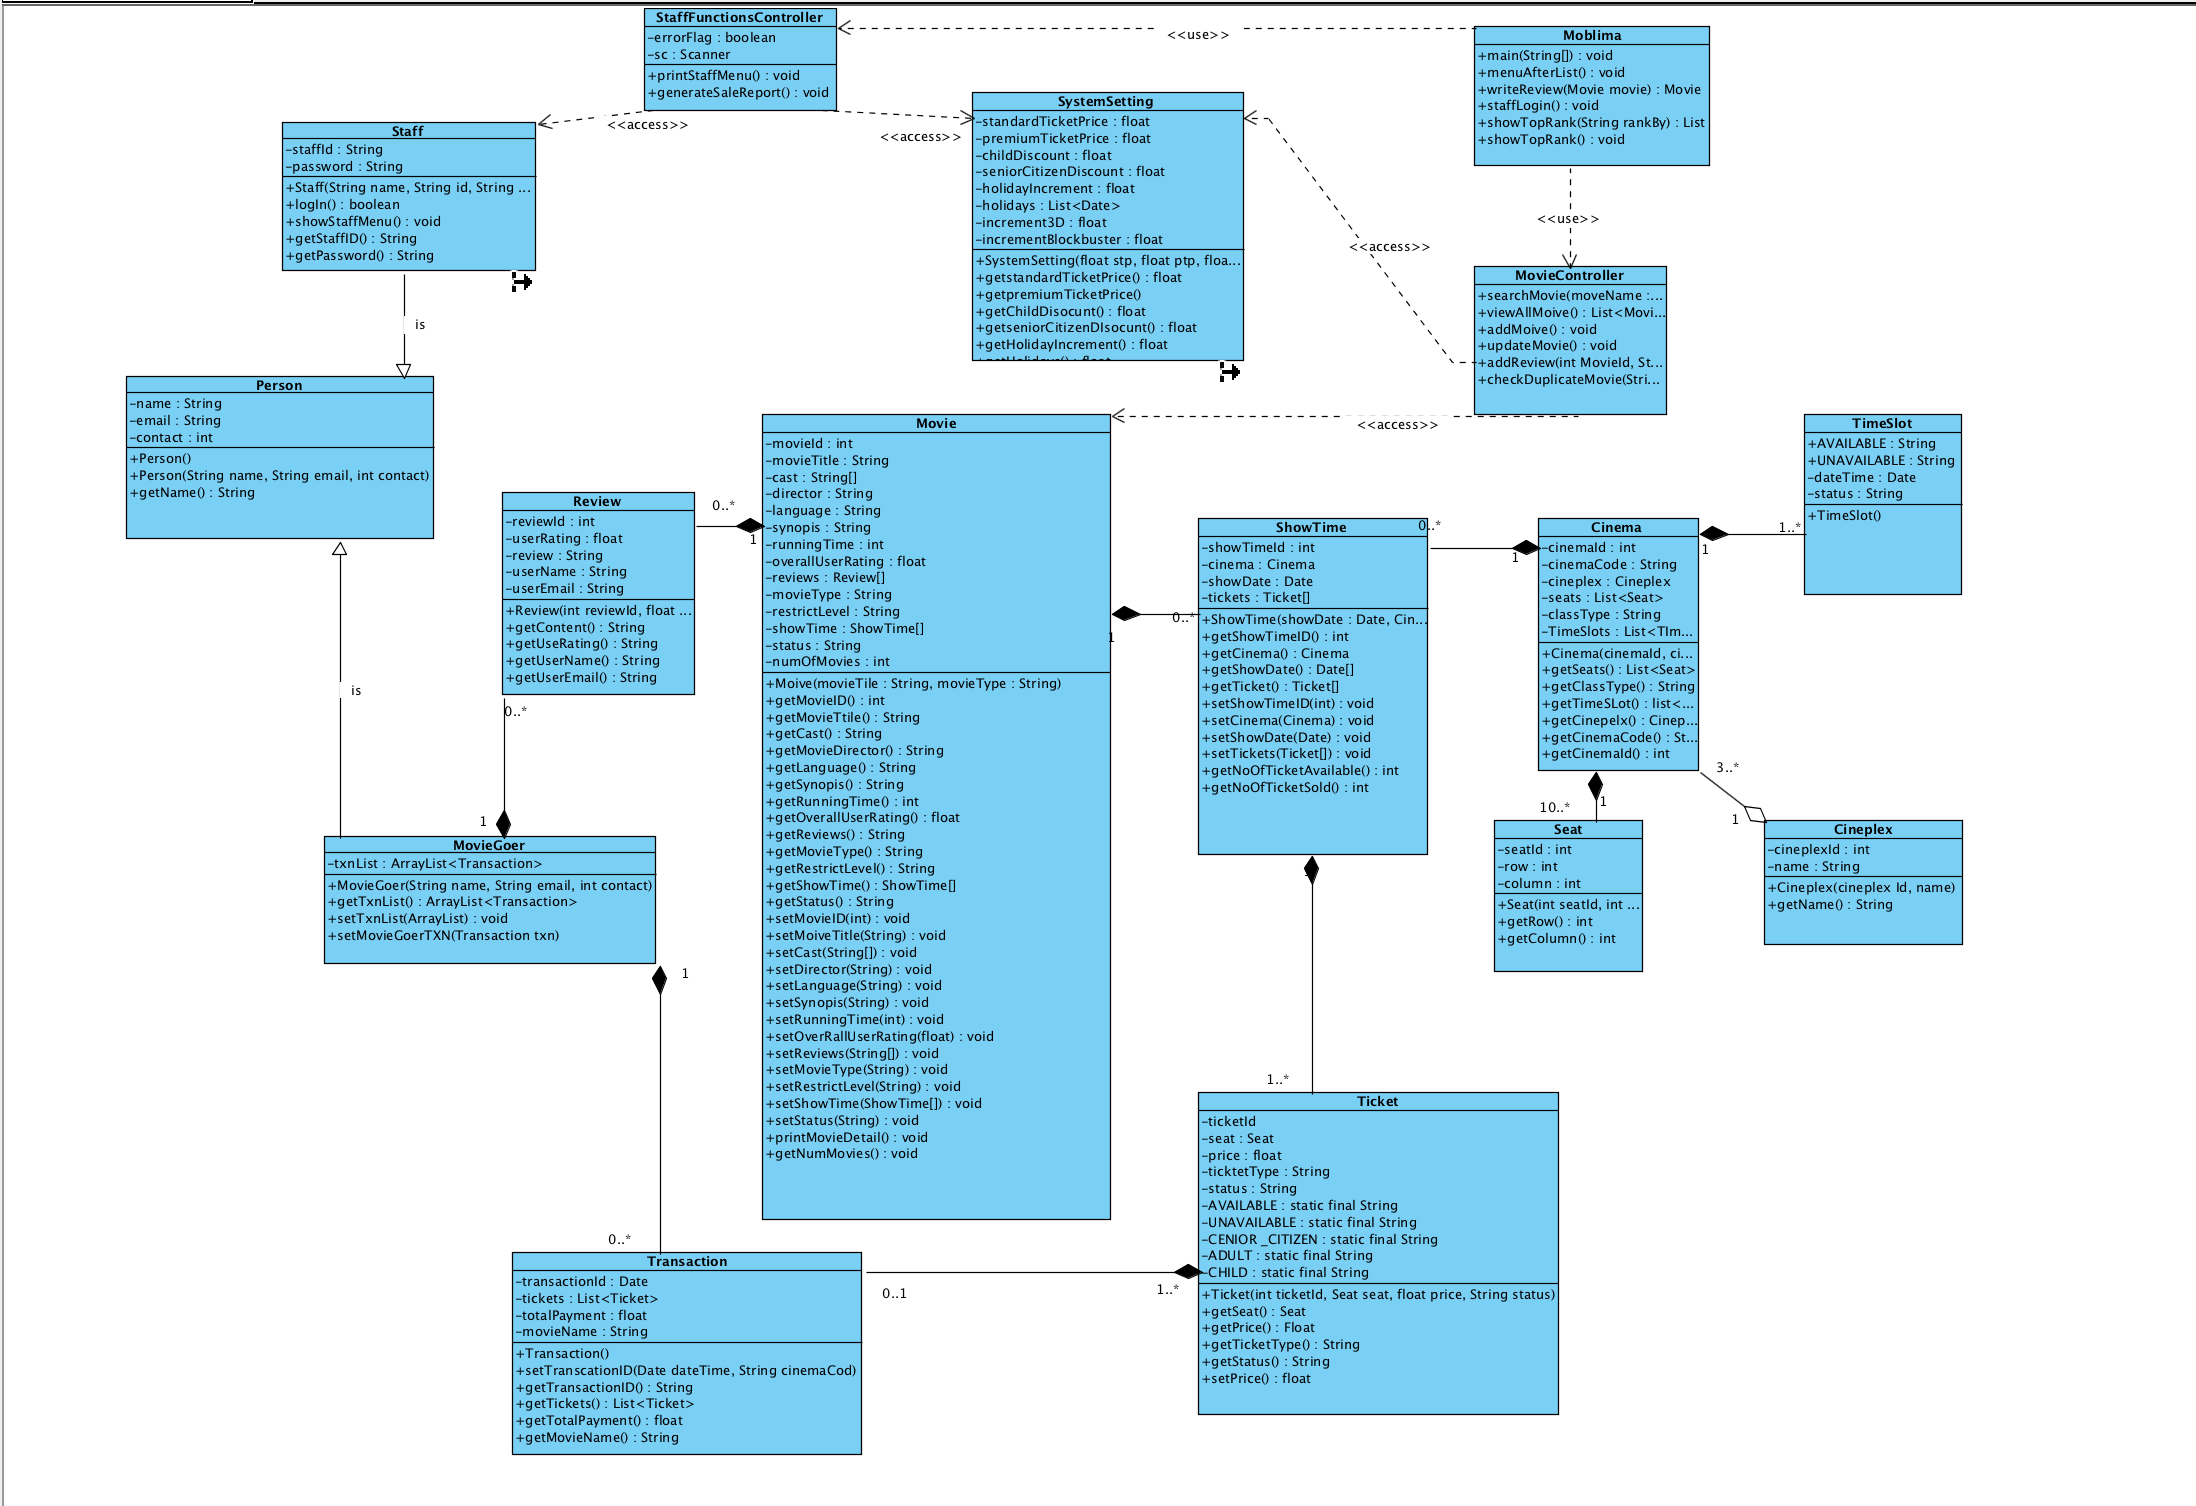 StaffFunctionsController
-errorFlag : boolean
-sc : Scanner
+printStaffMenu() : void
+generateSaleReport() : void
<<use>>
Moblima
+main(String[]) : void
+menuAfterList() : void
+writeReview(Movie movie) : Movie
+staffLogin() : void
+showTopRank(String rankBy) : List
+showTopRank() : void
<<access>>
<<access>>
Staff
-staffId : String
-password : String
+Staff(String name, String id, String ...
+logIn() : boolean
+showStaffMenu() : void
+getStaffID() : String
+getPassword() : String
SystemSetting
-standardTicketPrice : float
-premiumTicketPrice : float
-childDiscount : float
-seniorCitizenDiscount : float
-holidayIncrement : float
-holidays : List<Date>
-increment3D : float
-incrementBlockbuster : float
+SystemSetting(float stp, float ptp, floa...
+getstandardTicketPrice() : float
+getpremiumTicketPrice()
+getChildDisocunt() : float
+getseniorCitizenDIsocunt() : float
+getHolidayIncrement() : float
<<use>>
<<access>>
MovieController
+searchMovie(moveName :...
+viewAllMoive() : List<Movi...
+addMoive() : void
+updateMovie() : void
+addReview(int MovieId, St...
+checkDuplicateMovie(Stri...
<<access>>
is
Person
-name : String
-email : String
-contact : int
+Person()
+Person(String name, String email, int contact)
+getName() : String
is
Review
-reviewId : int
-userRating : float
-review : String
-userName : String
-userEmail : String
+Review(int reviewId, float ...
+getContent() : String
+getUseRating() : String
+getUserName() : String
+getUserEmail() : String
0..*
1
0..*
1
Movie
-movieId : int
-movieTitle : String
-cast : String[]
-director : String
-language : String
-synopis : String
-runningTime : int
-overallUserRating : float
-reviews : Review[]
-movieType : String
-restrictLevel : String
-showTime : ShowTime[]
-status : String
-numOfMovies : int
+Moive(movieTile : String, movieType : String)
+getMovieID() : int
+getMovieTtile() : String
+getCast() : String
+getMovieDirector() : String
+getLanguage() : String
+getSynopis() : String
+getRunningTime() : int
+getOverallUserRating() : float
+getReviews() : String
+getMovieType() : String
+getRestrictLevel() : String
+getShowTime() : ShowTime[]
+getStatus() : String
+setMovieID(int) : void
+setMoiveTitle(String) : void
+setCast(String[]) : void
+setDirector(String) : void
+setLanguage(String) : void
+setSynopis(String) : void
+setRunningTime(int) : void
+setOverRallUserRating(float) : void
+setReviews(String[]) : void
+setMovieType(String) : void
+setRestrictLevel(String) : void
+setShowTime(ShowTime[]) : void
+setStatus(String) : void
+printMovieDetail() : void
+getNumMovies() : void
1
0..*
ShowTime
-showTimeId : int
-cinema : Cinema
-showDate : Date
-tickets : Ticket[]
+ShowTime(showDate : Date, Cin...
+getShowTimeID() : int
+getCinema() : Cinema
+getShowDate() : Date[]
+getTicket() : Ticket[]
+setShowTimeID(int) : void
+setCinema(Cinema) : void
+setShowDate(Date) : void
+setTickets(Ticket[]) : void
+getNoOfTicketAvailable() : int
+getNoOfTicketSold() : int
0..*
1
Cinema
-cinemaId : int
-cinemaCode : String
-cineplex : Cineplex
-seats : List<Seat>
-classType : String
-TimeSlots : List<TIm...
+Cinema(cinemaId, ci...
+getSeats() : List<Seat>
+getClassType() : String
+getTimeSLot() : list<...
+getCinepelx() : Cinep...
+getCinemaCode() : St...
+getCinemaId() : int
1
1..*
TimeSlot
+AVAILABLE : String
+UNAVAILABLE : String
-dateTime : Date
-status : String
+TimeSlot()
3..*
1
10..*
1
Seat
-seatId : int
-row : int
-column : int
+Seat(int seatId, int ...
+getRow() : int
+getColumn() : int
Cineplex
-cineplexId : int
-name : String
+Cineplex(cineplex Id, name)
+getName() : String
MovieGoer
-txnList : ArrayList<Transaction>
+MovieGoer(String name, String email, int contact)
+getTxnList() : ArrayList<Transaction>
+setTxnList(ArrayList) : void
+setMovieGoerTXN(Transaction txn)
1
0..*
1..*
Ticket
-ticketId
-seat : Seat
-price : float
-ticktetType : String
-status : String
-AVAILABLE : static final String
-UNAVAILABLE : static final String
-CENIOR _CITIZEN : static final String
-ADULT : static final String
-CHILD : static final String
+Ticket(int ticketId, Seat seat, float price, String status)
+getSeat() : Seat
+getPrice() : Float
+getTicketType() : String
+getStatus() : String
+setPrice() : float
Transaction
-transactionId : Date
-tickets : List<Ticket>
-totalPayment : float
-movieName : String
+Transaction()
+setTranscationID(Date dateTime, String cinemaCod)
+getTransactionID() : String
+getTickets() : List<Ticket>
+getTotalPayment() : float
+getMovieName() : String
0..1
1..*